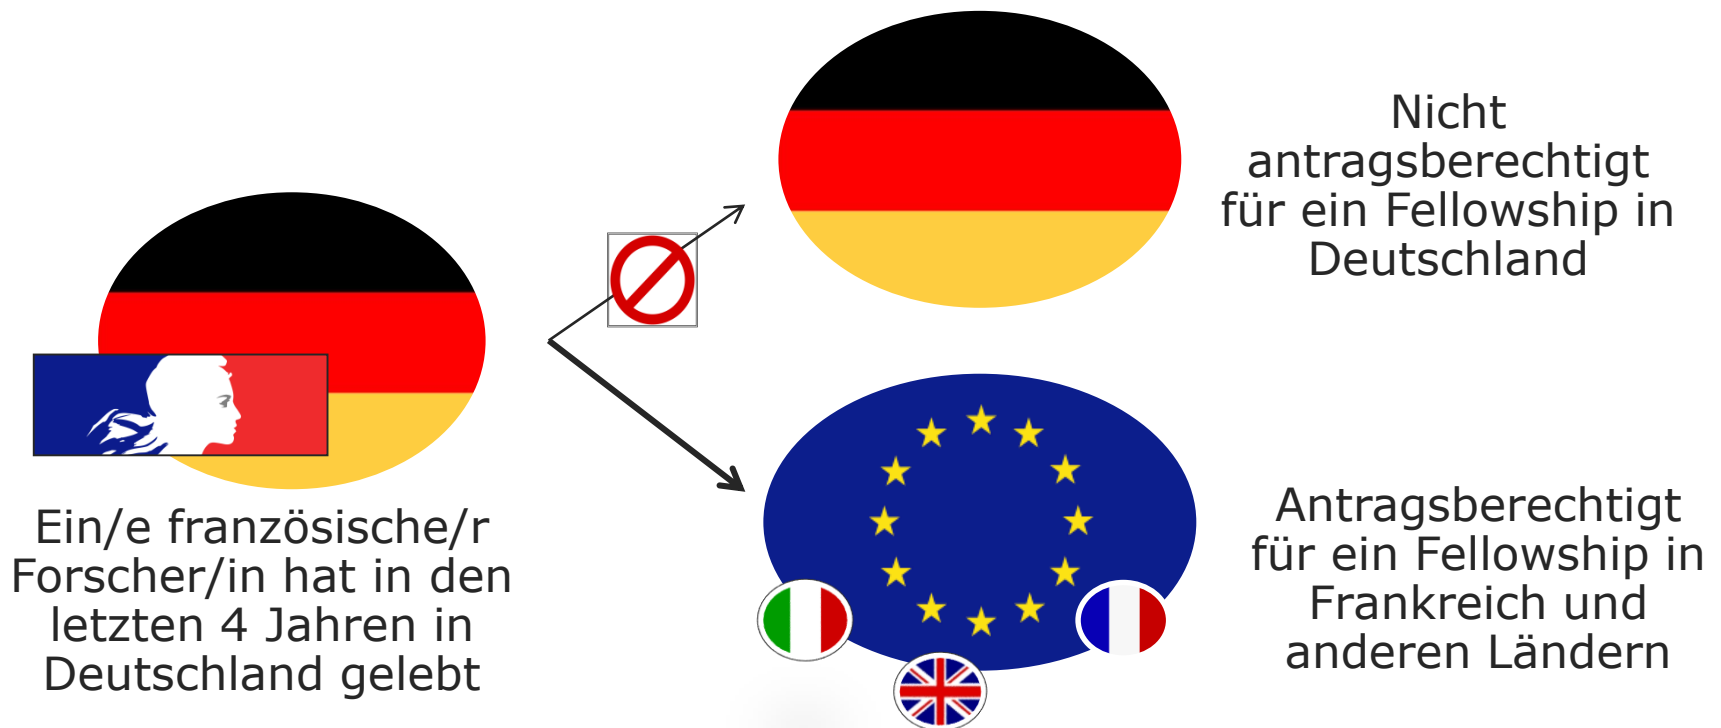 Ein/e französische/r
Forscher/in hat in den
letzten 4 Jahren in
Deutschland gelebt
Nicht
antragsberechtigt
für ein Fellowship in
Deutschland
Antragsberechtigt
für ein Fellowship in
Frankreich und
anderen Ländern